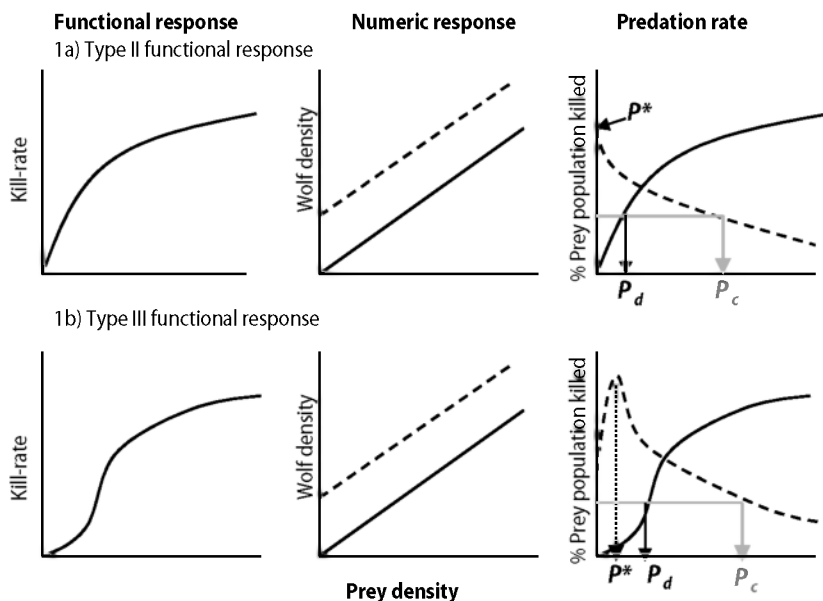 Functional response Numeric response Predation rate
1a) Type II functional response
Kill-rate
Wolf density
% Prey population killed
P*
P d P c
1b) Type III functional response
Kill-rate
Wolf density
% Prey population killed
P* P d P c
Prey density